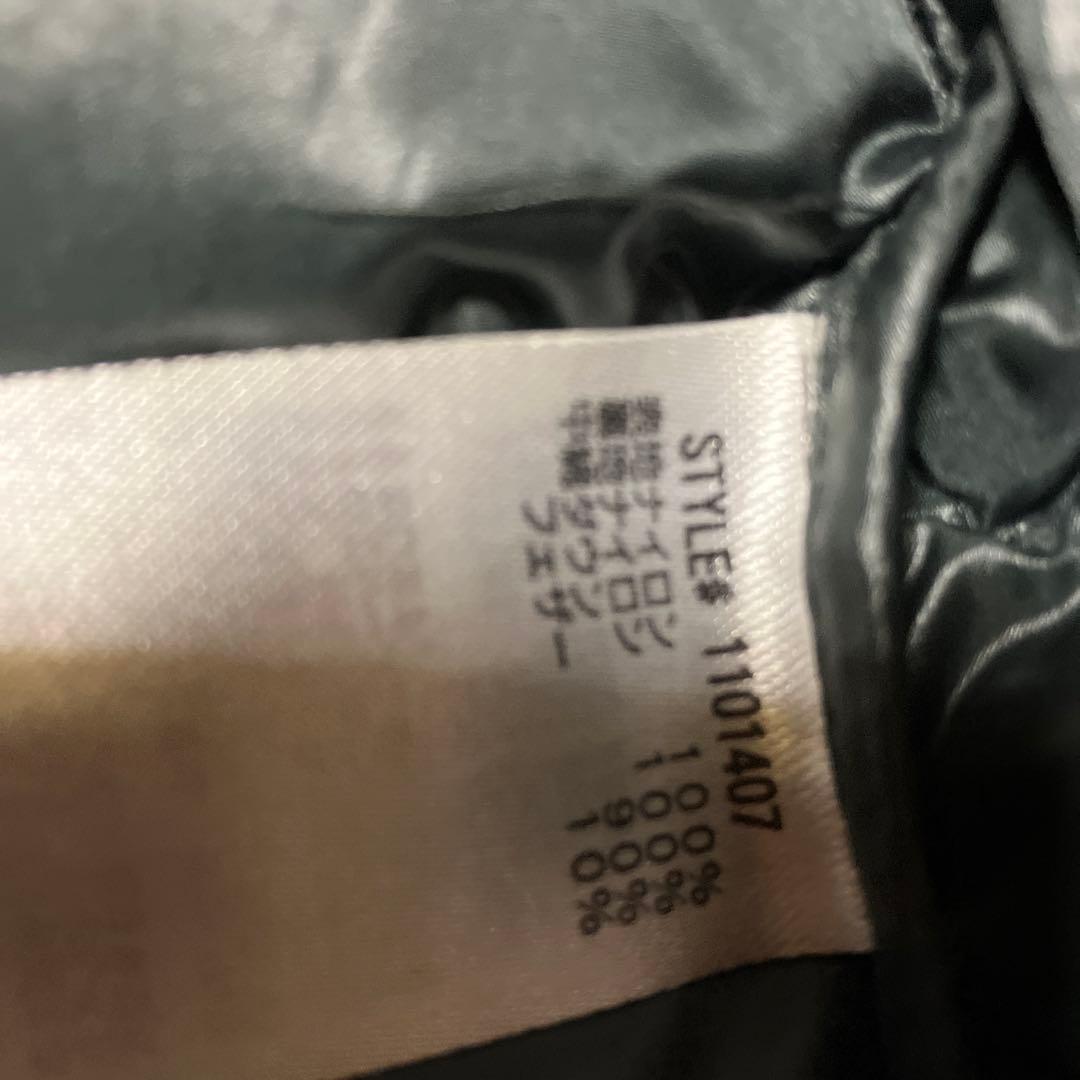 STYLE# 1101407
表地ナイロン 100%
裏地ナイロン 100%
中綿ダウン 90%
フェザー 10%